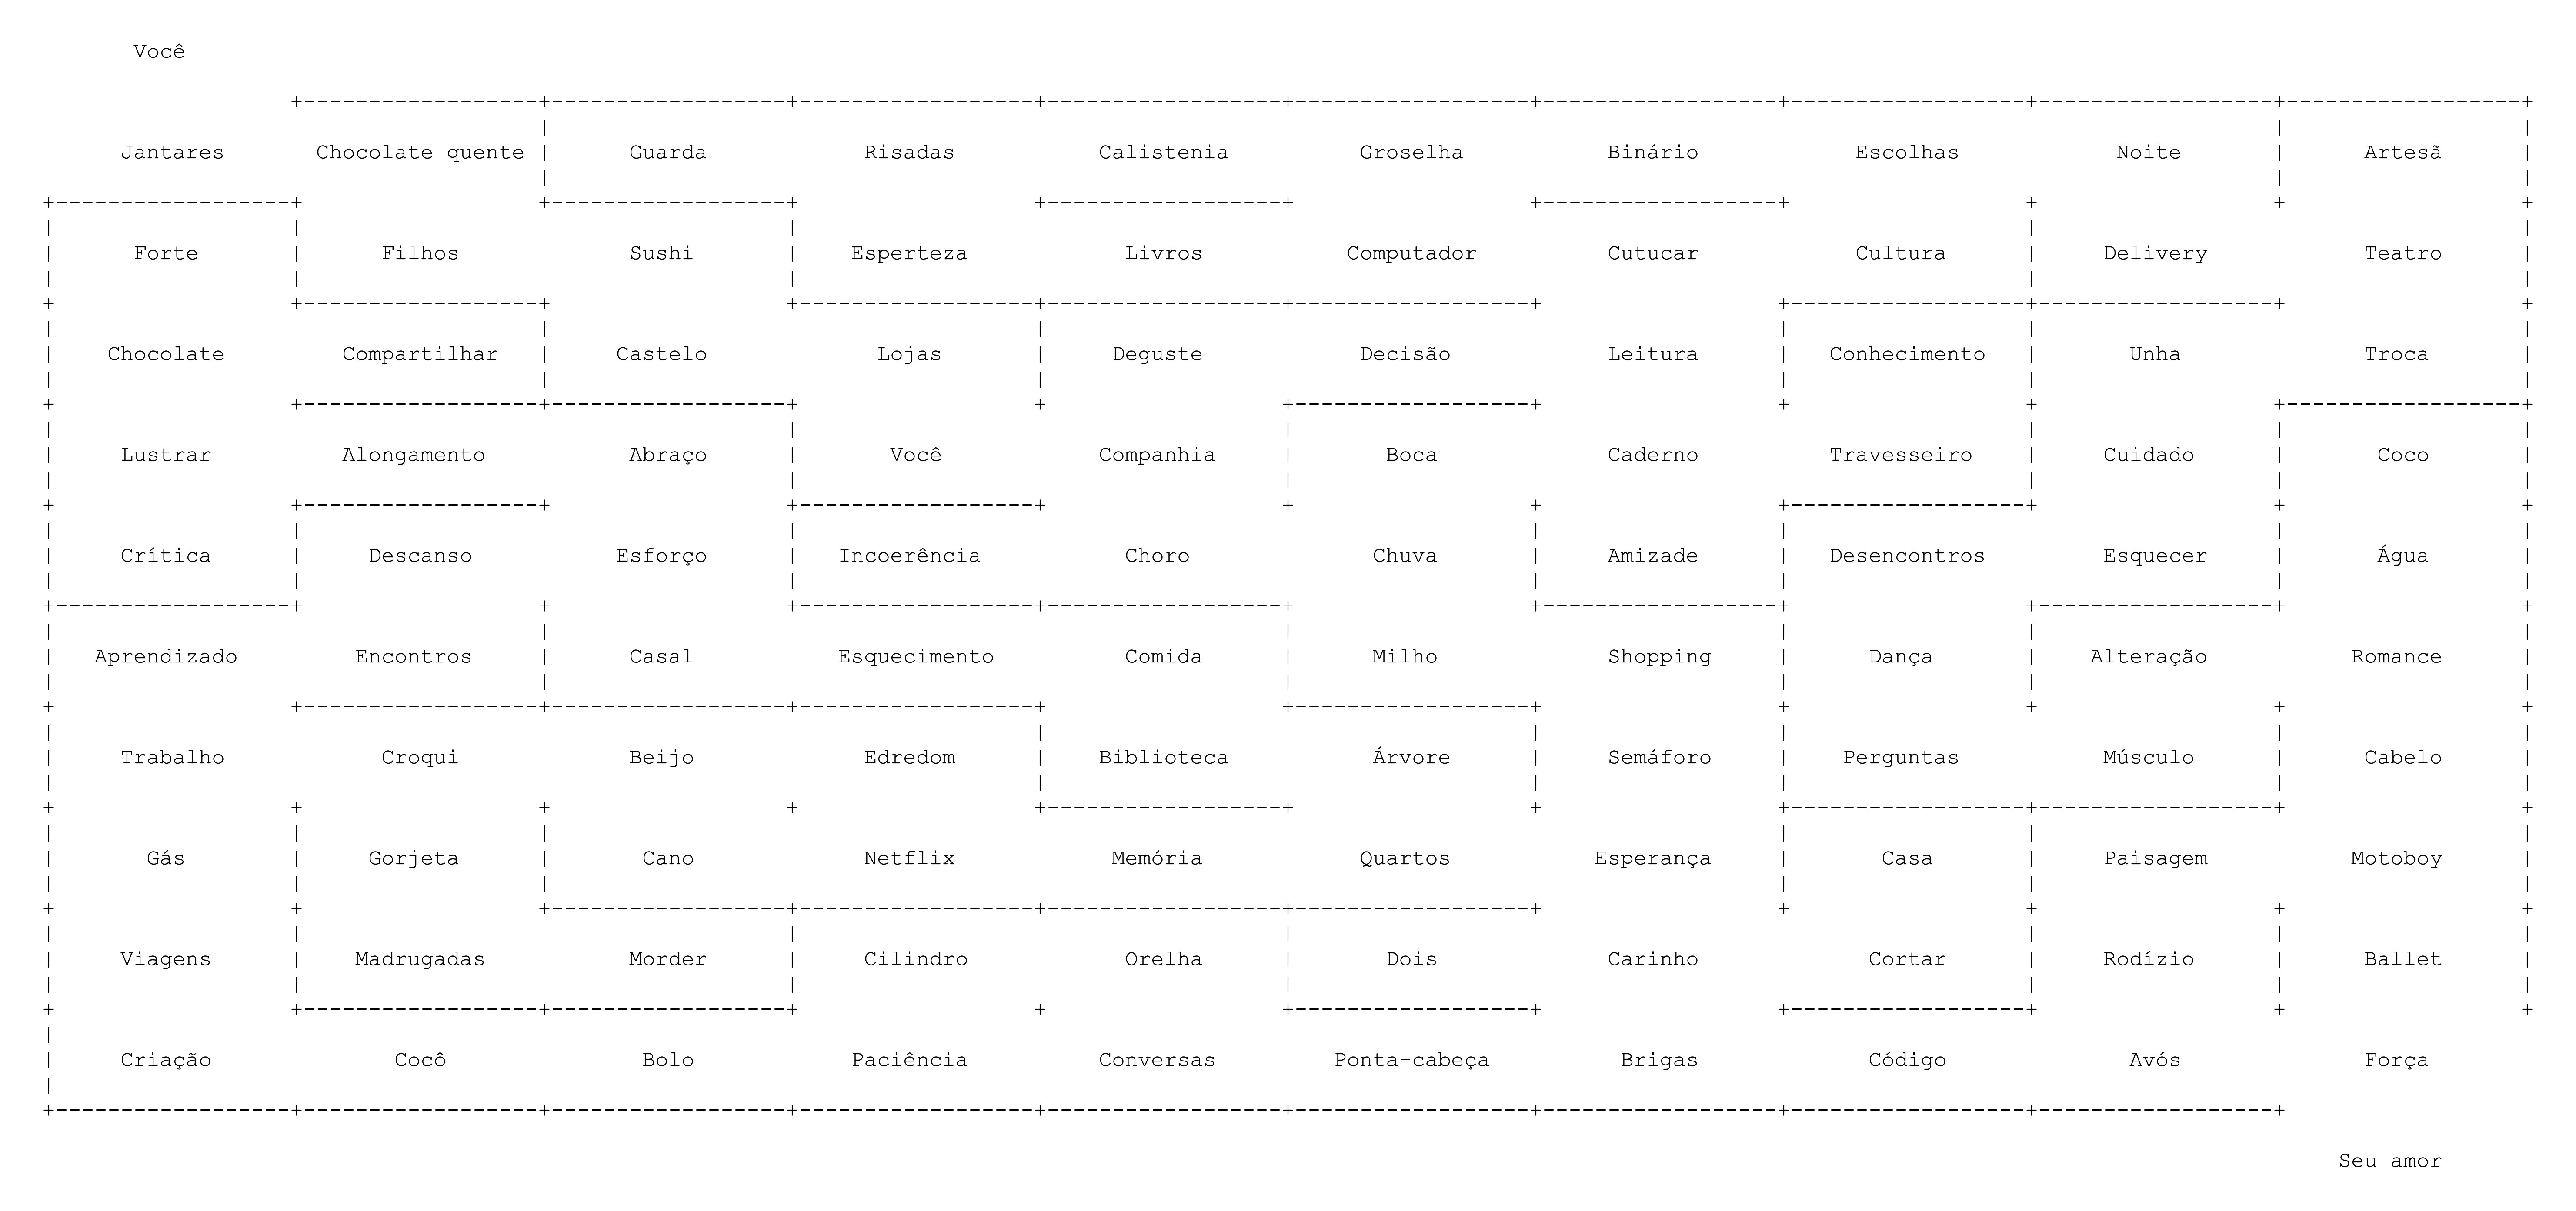 Você
Jantares Chocolate quente Guarda Risadas Calistenia Groselha Binário Escolhas Noite Artesã
Forte Filhos Sushi Esperteza Livros Computador Cutucar Cultura Delivery Teatro
Chocolate Compartilhar Castelo Lojas Deguste Decisão Leitura Conhecimento Unha Troca
Lustrar Alongamento Abraço Você Companhia Boca Caderno Travesseiro Cuidado Coco
Crítica Descanso Esforço Incoerência Choro Chuva Amizade Desencontros Esquecer Água
Aprendizado Encontros Casal Esquecimento Comida Milho Shopping Dança Alteração Romance
Trabalho Croqui Beijo Edredom Biblioteca Árvore Semáforo Perguntas Músculo Cabelo
Gás Gorjeta Cano Netflix Memória Quartos Esperança Casa Paisagem Motoboy
Viagens Madrugadas Morder Cilindro Orelha Dois Carinho Cortar Rodízio Ballet
Criação Cocô Bolo Paciência Conversas Ponta-cabeça Brigas Código Avós Força
Seu amor